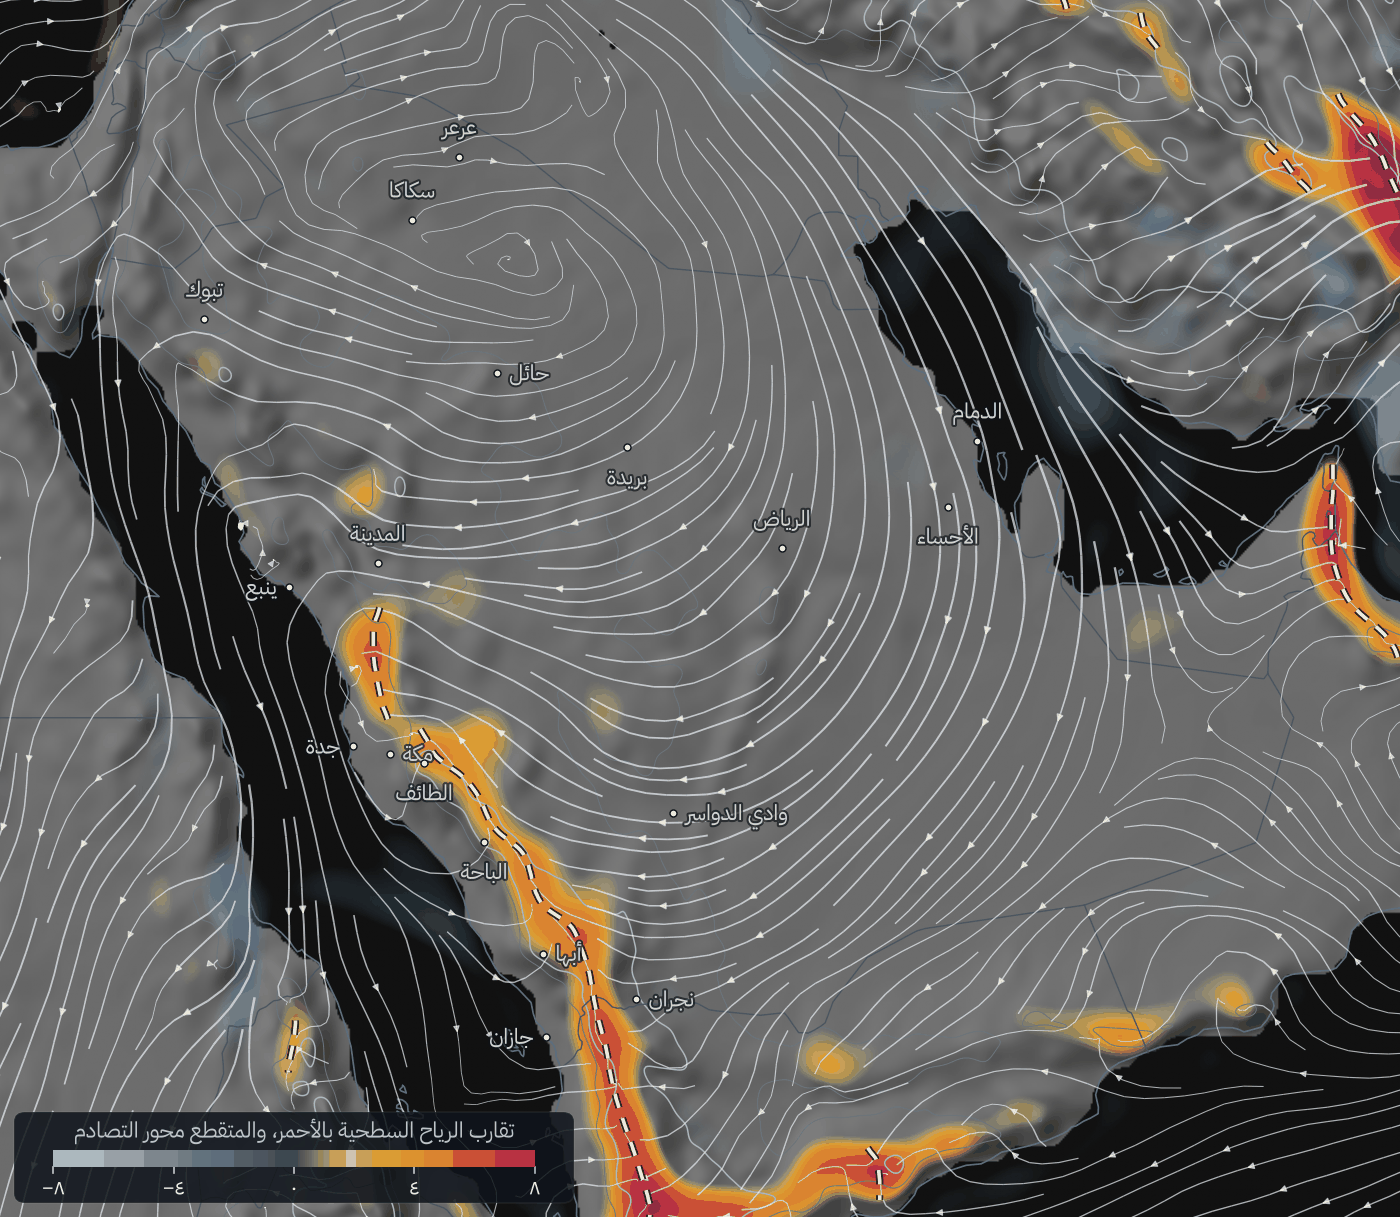 عرعر
سكاكا
تبوك
حائل
الدمام
بريدة
الرياض
الأحساء
المدينة
ينبع
جدة
مكة
الطائف
وادي الدواسر
الباحة
أبها
نجران
جازان
تقارب الرياح السطحية بالأحمر، والمتقطع محور التصادم
−٨ −٤ ٠ ٤ ٨